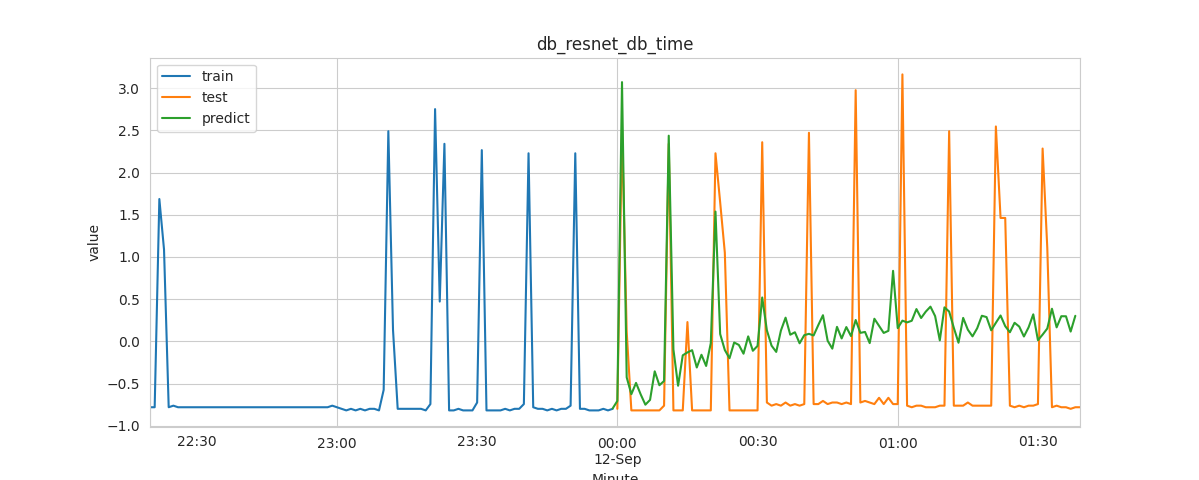 db_resnet_db_time
train
test
predict
3.0
2.5
2.0
1.5
1.0
0.5
0.0
−0.5
−1.0
value
22:30 23:00 23:30 00:00 00:30 01:00 01:30
12-Sep
Minute